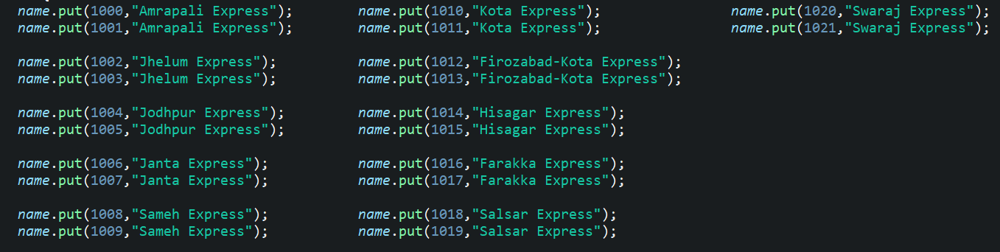 name.put(1000,"Amrapali Express");
name.put(1001,"Amrapali Express");
name.put(1002,"Jhelum Express");
name.put(1003,"Jhelum Express");
name.put(1004,"Jodhpur Express");
name.put(1005,"Jodhpur Express");
name.put(1006,"Janta Express");
name.put(1007,"Janta Express");
name.put(1008,"Sameh Express");
name.put(1009,"Sameh Express");
name.put(1010,"Kota Express");
name.put(1011,"Kota Express");
name.put(1012,"Firozabad-Kota Express");
name.put(1013,"Firozabad-Kota Express");
name.put(1014,"Hisagar Express");
name.put(1015,"Hisagar Express");
name.put(1016,"Farakka Express");
name.put(1017,"Farakka Express");
name.put(1018,"Salsar Express");
name.put(1019,"Salsar Express");
name.put(1020,"Swaraj Express");
name.put(1021,"Swaraj Express");